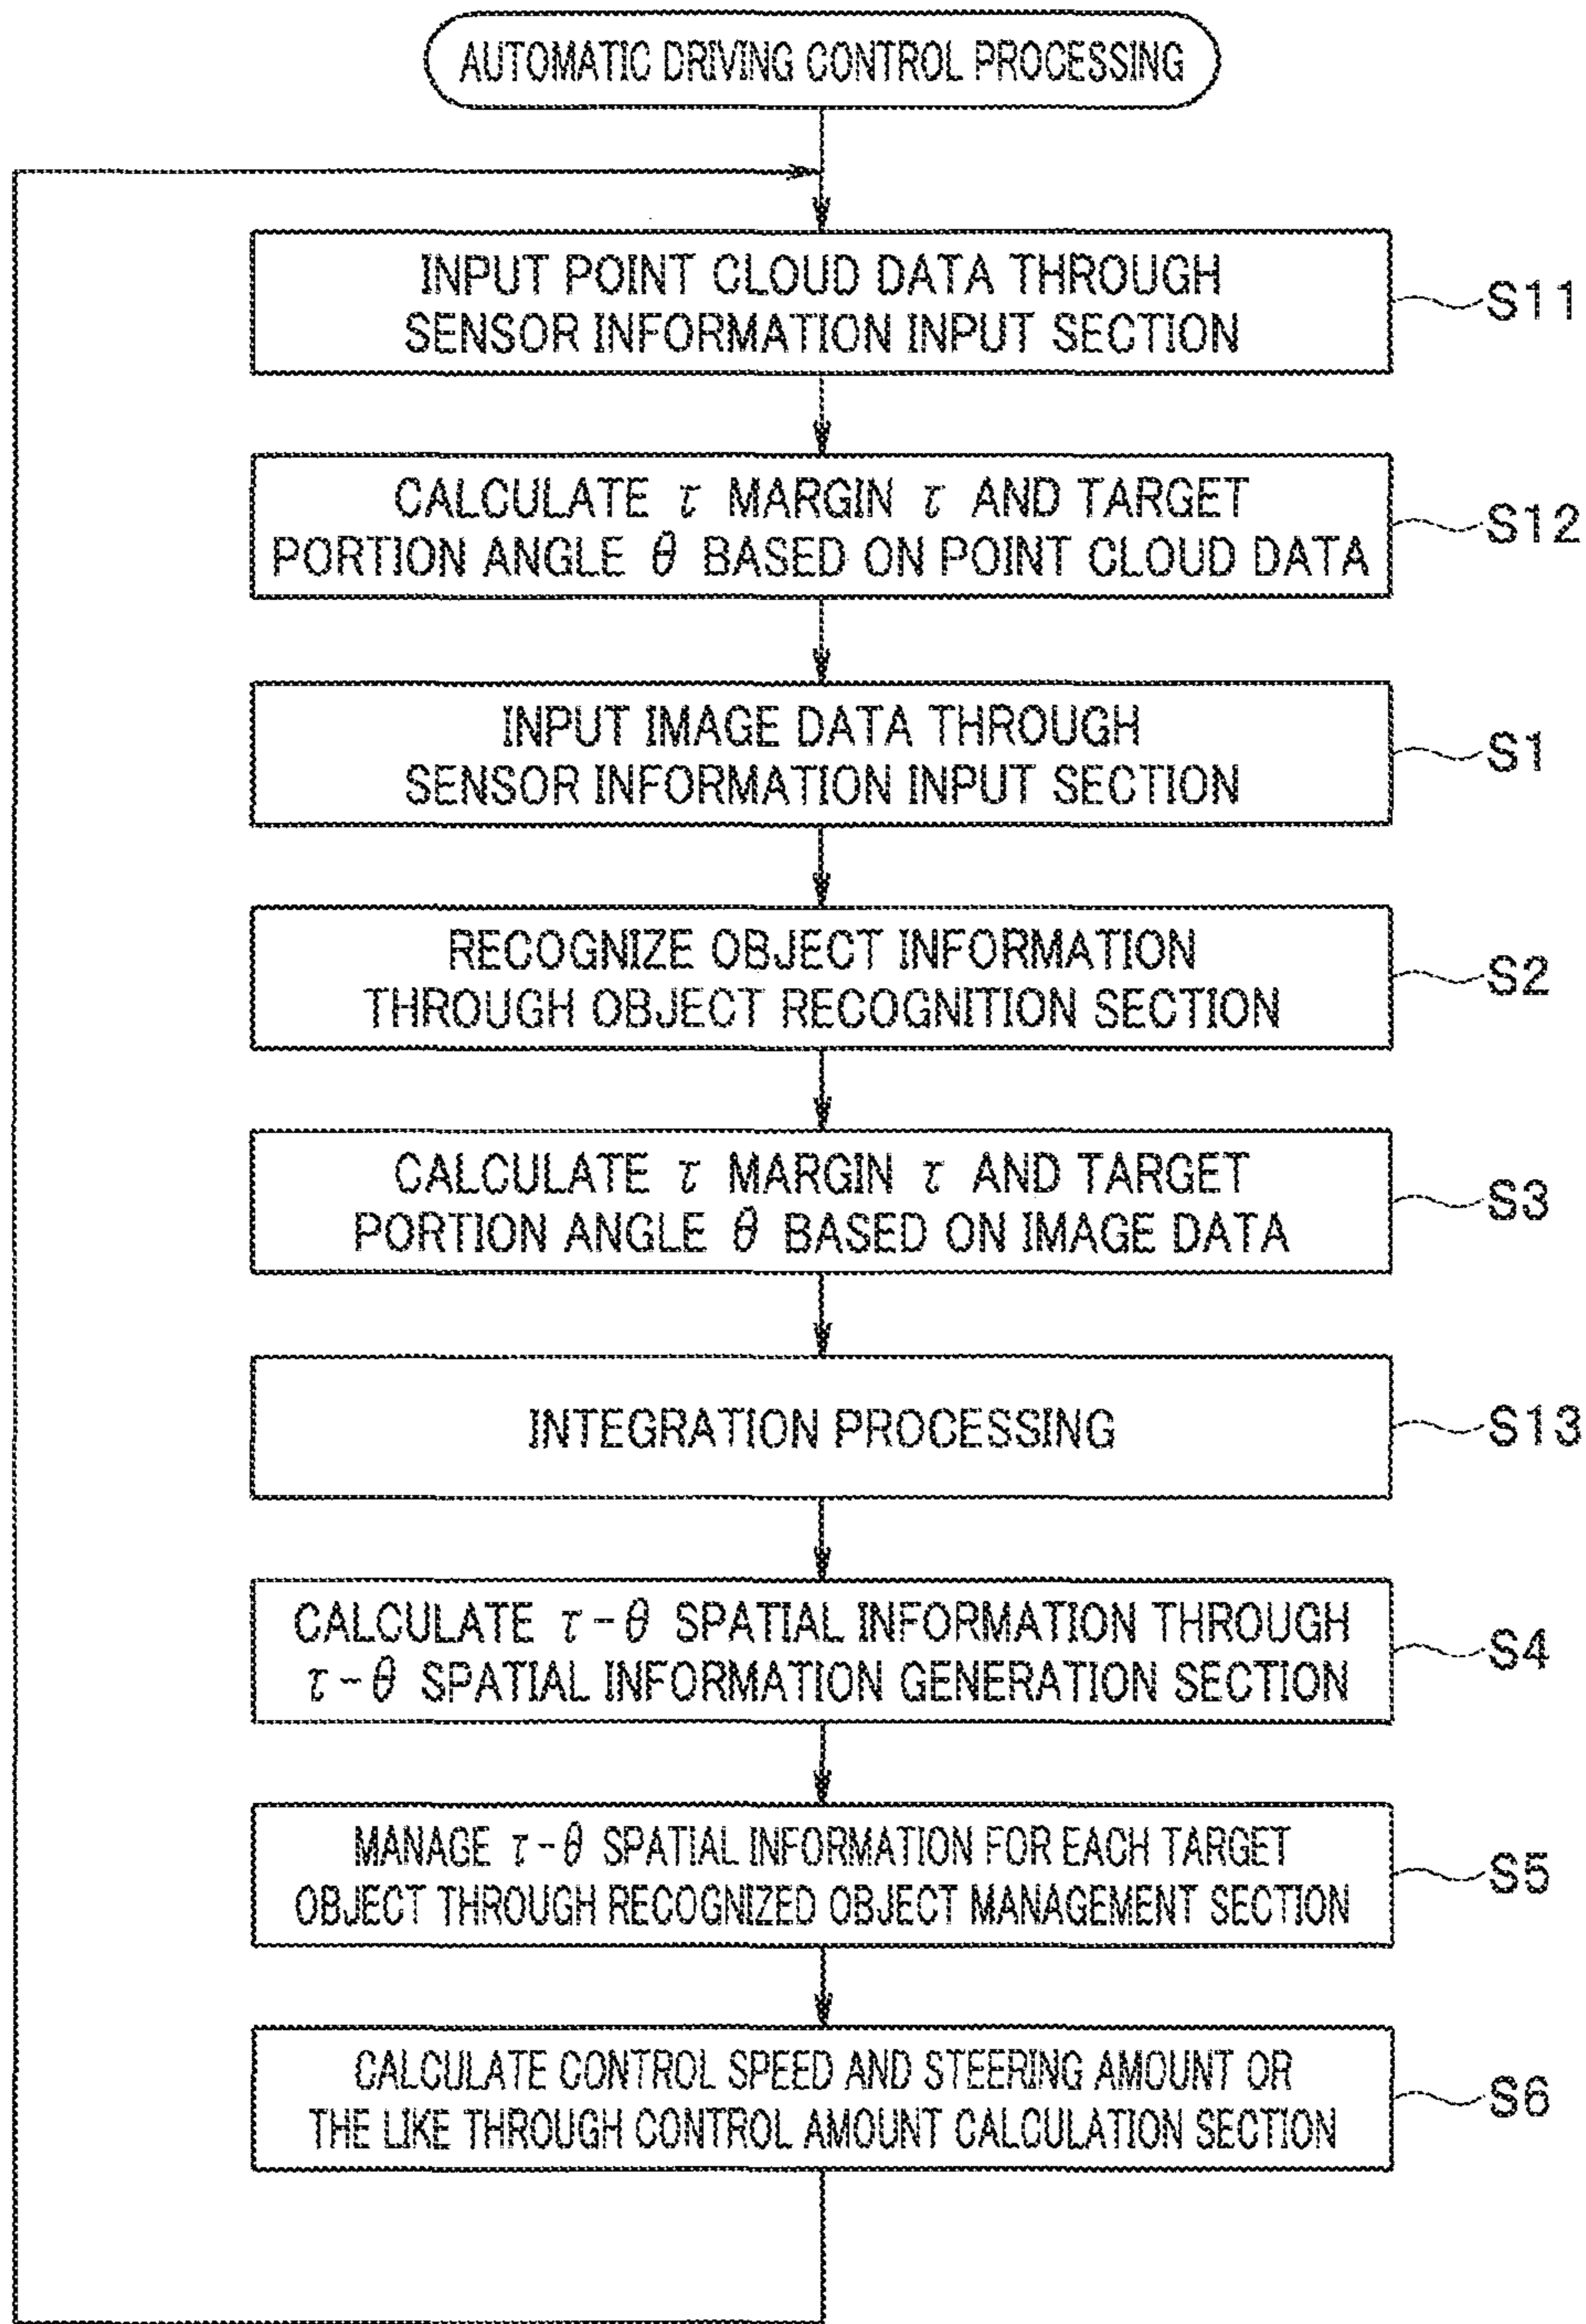 AUTOMATIC DRIVING CONTROL PROCESSING
INPUT POINT CLOUD DATA THROUGH
SENSOR INFORMATION INPUT SECTION
S11
CALCULATE τ MARGIN τ AND TARGET
PORTION ANGLE θ BASED ON POINT CLOUD DATA
S12
INPUT IMAGE DATA THROUGH
SENSOR INFORMATION INPUT SECTION
S1
RECOGNIZE OBJECT INFORMATION
THROUGH OBJECT RECOGNITION SECTION
S2
CALCULATE τ MARGIN τ AND TARGET
PORTION ANGLE θ BASED ON IMAGE DATA
S3
INTEGRATION PROCESSING
S13
CALCULATE τ-θ SPATIAL INFORMATION THROUGH
τ-θ SPATIAL INFORMATION GENERATION SECTION
S4
MANAGE τ-θ SPATIAL INFORMATION FOR EACH TARGET
OBJECT THROUGH RECOGNIZED OBJECT MANAGEMENT SECTION
S5
CALCULATE CONTROL SPEED AND STEERING AMOUNT OR
THE LIKE THROUGH CONTROL AMOUNT CALCULATION SECTION
S6